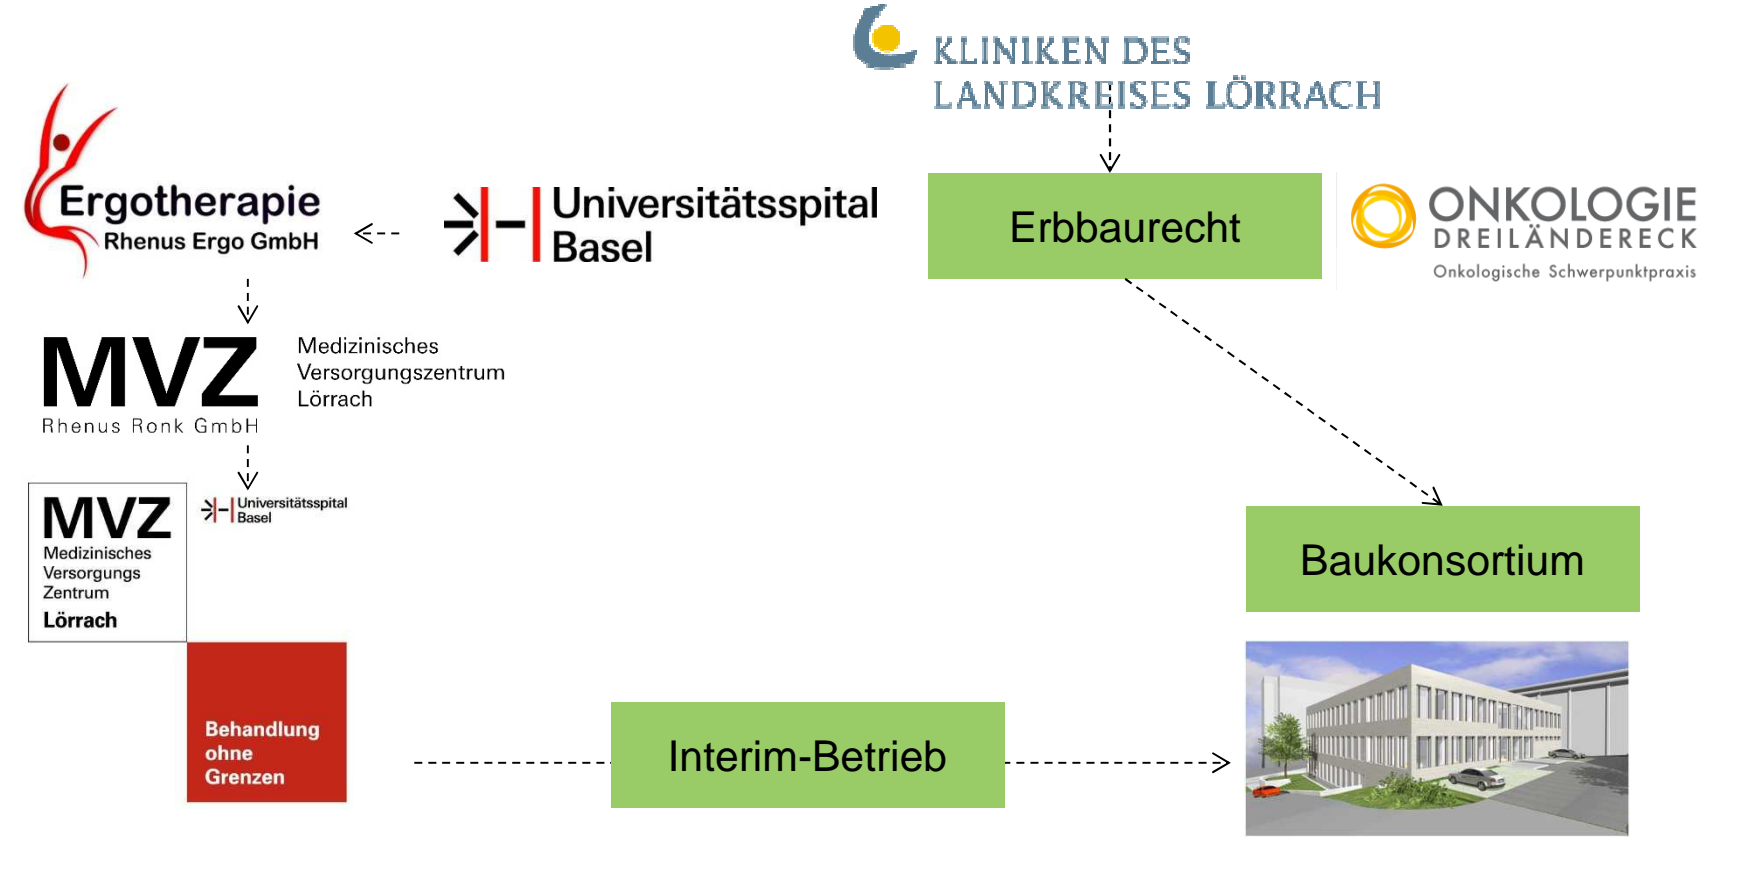 KLINIKEN DES
LANDKREISES LÖRRACH
Ergotherapie
Rhenus Ergo GmbH
Universitätsspital
Basel
Erbbaurecht
ONKOLOGIE
DREILÄNDERECK
Onkologische Schwerpunktpraxis
MVZ
Rhenus Ronk GmbH
Medizinisches
Versorgungszentrum
Lörrach
MVZ
Medizinisches
Versorgungs
Zentrum
Lörrach
Universitätsspital
Basel
Behandlung
ohne
Grenzen
Interim-Betrieb
Baukonsortium